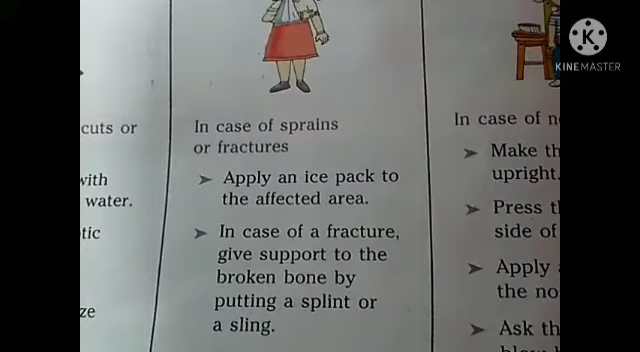 cuts or
with
water.
tic
ze
In case of sprains
or fractures
➤ Apply an ice pack to
the affected area.
➤ In case of a fracture,
give support to the
broken bone by
putting a splint or
a sling.
In case of n
➤ Make th
upright.
➤ Press t
side of
➤ Apply
the no
➤ Ask th
KINEMASTER